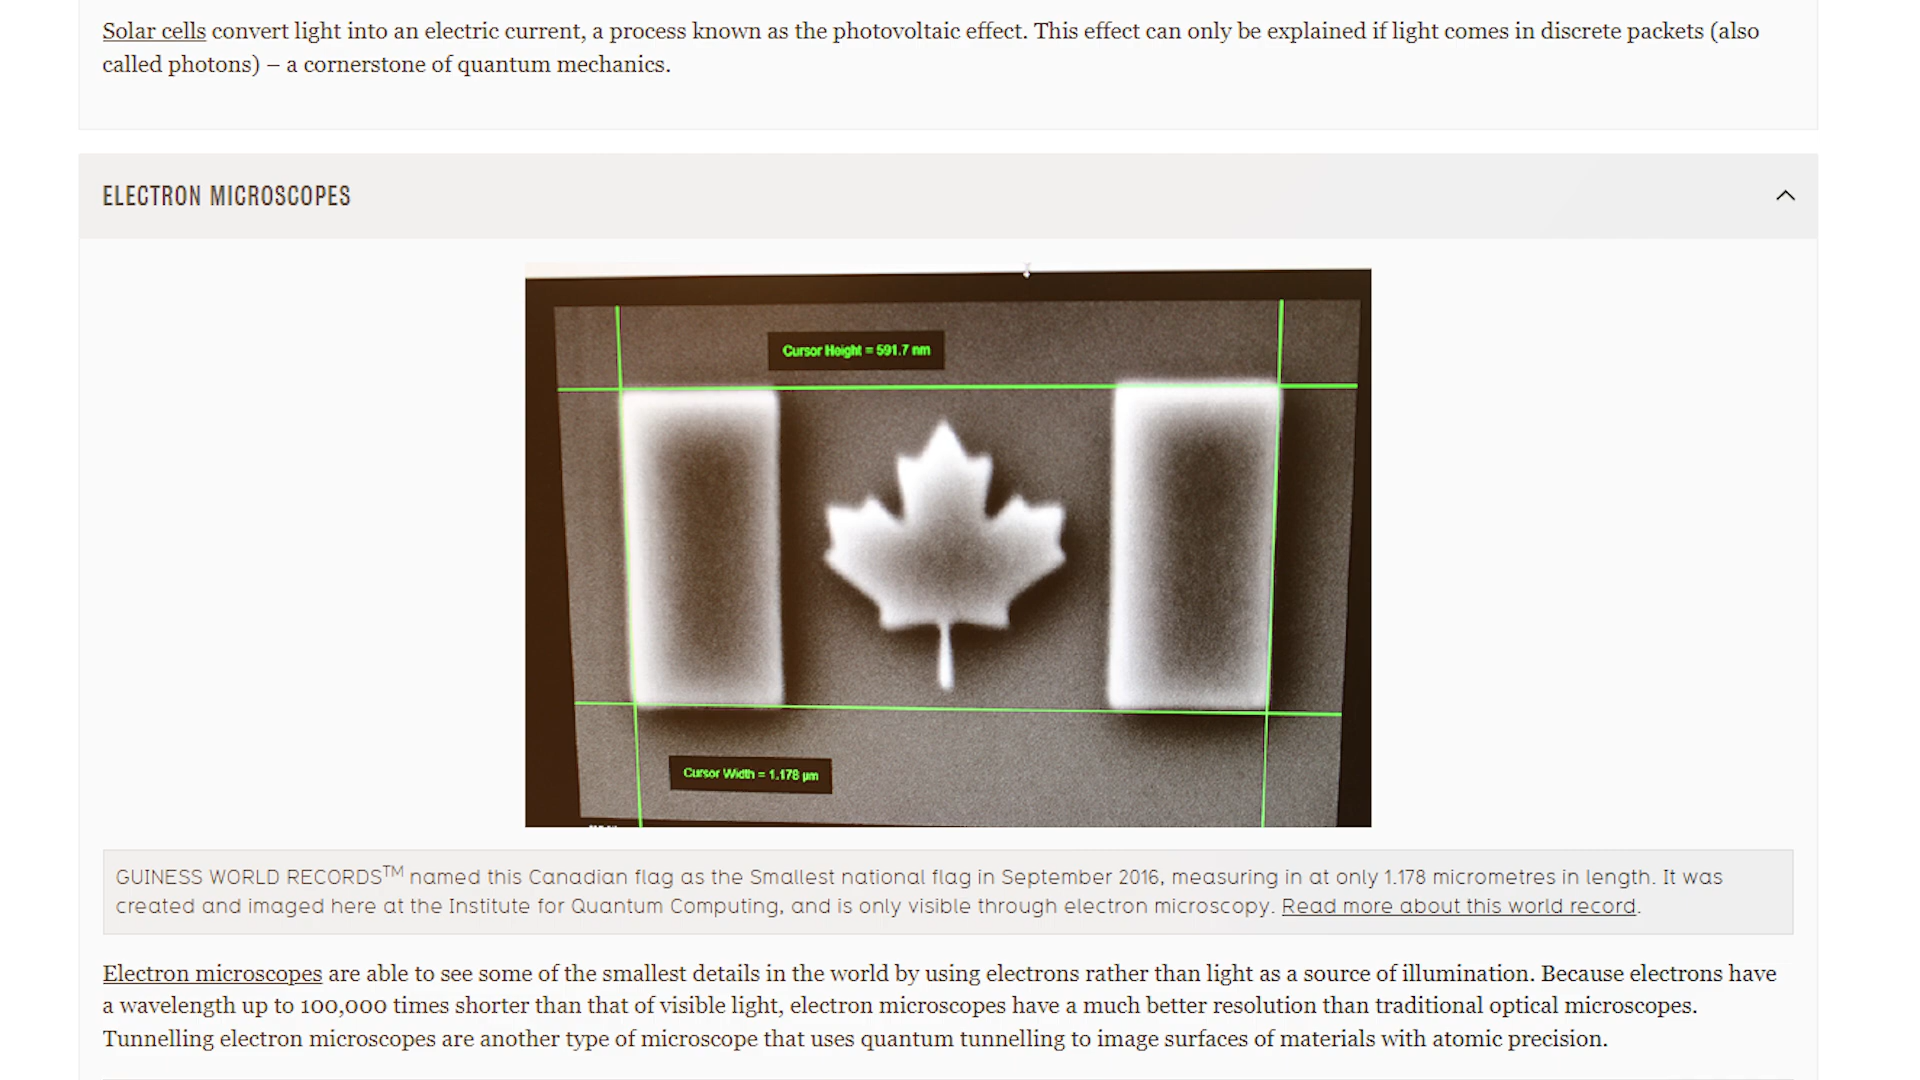 Solar cells convert light into an electric current, a process known as the photovoltaic effect. This effect can only be explained if light comes in discrete packets (also
called photons) – a cornerstone of quantum mechanics.
ELECTRON MICROSCOPES
Cursor Height = 591.7 nm
Cursor Width = 1.178 µm
GUINESS WORLD RECORDS™ named this Canadian flag as the Smallest national flag in September 2016, measuring in at only 1.178 micrometres in length. It was
created and imaged here at the Institute for Quantum Computing, and is only visible through electron microscopy. Read more about this world record.
Electron microscopes are able to see some of the smallest details in the world by using electrons rather than light as a source of illumination. Because electrons have
a wavelength up to 100,000 times shorter than that of visible light, electron microscopes have a much better resolution than traditional optical microscopes.
Tunnelling electron microscopes are another type of microscope that uses quantum tunnelling to image surfaces of materials with atomic precision.